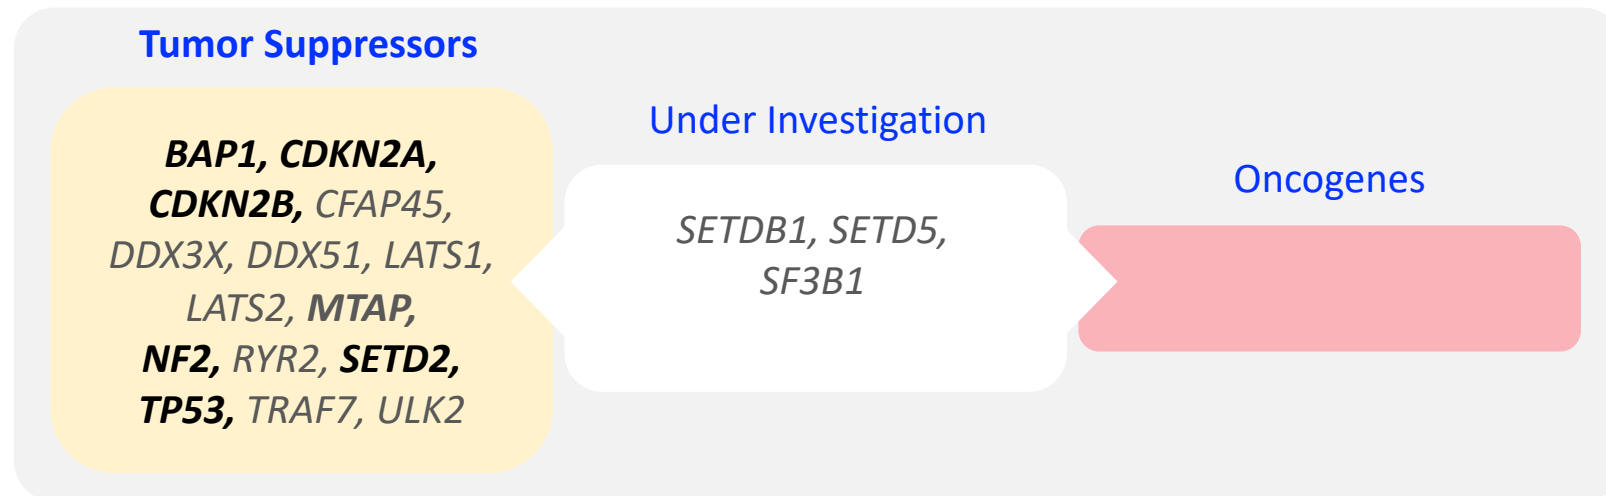 Tumor Suppressors
BAP1, CDKN2A,
CDKN2B, CFAP45,
DDX3X, DDX51, LATS1,
LATS2, MTAP,
NF2, RYR2, SETD2,
TP53, TRAF7, ULK2
Under Investigation
SETDB1, SETD5,
SF3B1
Oncogenes